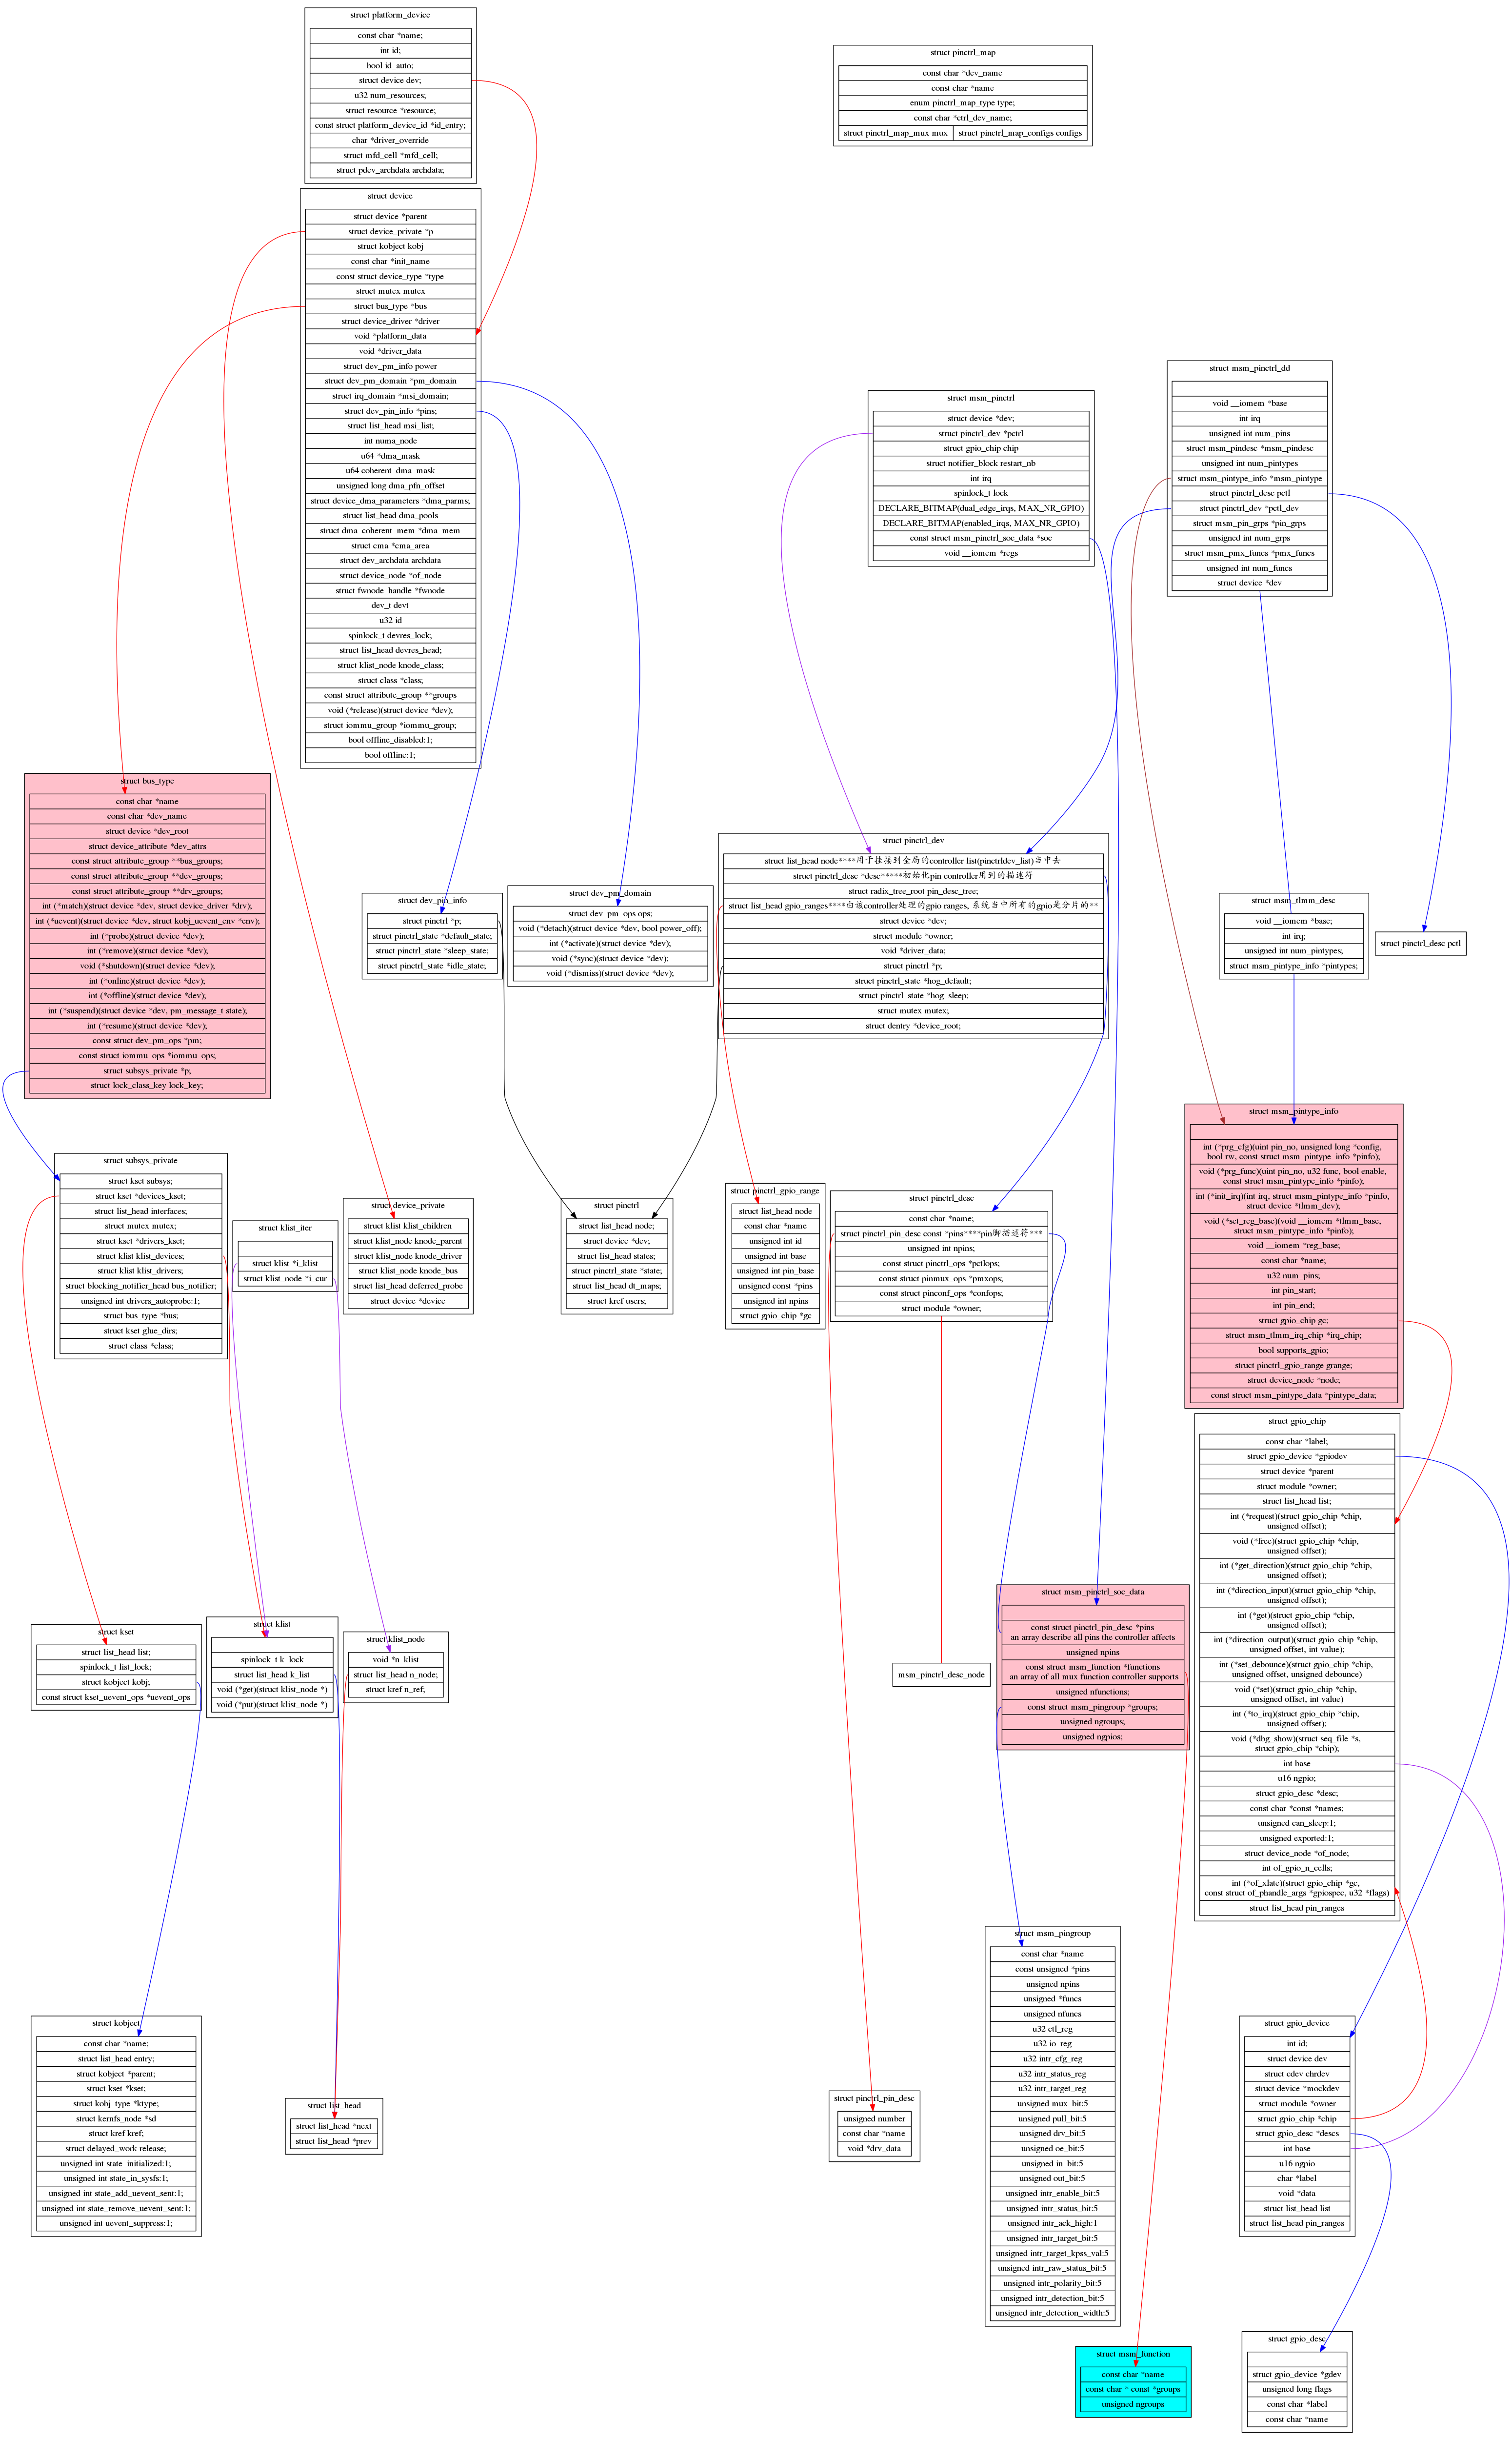 struct platform_device
const char *name;
int id;
bool id_auto;
struct device dev;
u32 num_resources;
struct resource *resource;
const struct platform_device_id *id_entry;
char *driver_override
struct mfd_cell *mfd_cell;
struct pdev_archdata archdata;
struct pinctrl_map
const char *dev_name
const char *name
enum pinctrl_map_type type;
const char *ctrl_dev_name;
struct pinctrl_map_mux mux
struct pinctrl_map_configs configs
struct device
struct device *parent
struct device_private *p
struct kobject kobj
const char *init_name
const struct device_type *type
struct mutex mutex
struct bus_type *bus
struct device_driver *driver
void *platform_data
void *driver_data
struct dev_pm_info power
struct dev_pm_domain *pm_domain
struct irq_domain *msi_domain;
struct dev_pin_info *pins;
struct list_head msi_list;
int numa_node
u64 *dma_mask
u64 coherent_dma_mask
unsigned long dma_pfn_offset
struct device_dma_parameters *dma_parms;
struct list_head dma_pools
struct dma_coherent_mem *dma_mem
struct cma *cma_area
struct dev_archdata archdata
struct device_node *of_node
struct fwnode_handle *fwnode
dev_t devt
u32 id
spinlock_t devres_lock;
struct list_head devres_head;
struct klist_node knode_class;
struct class *class;
const struct attribute_group **groups
void (*release)(struct device *dev);
struct iommu_group *iommu_group;
bool offline_disabled:1;
bool offline:1;
struct msm_pinctrl
struct device *dev;
struct pinctrl_dev *pctrl
struct gpio_chip chip
struct notifier_block restart_nb
int irq
spinlock_t lock
DECLARE_BITMAP(dual_edge_irqs, MAX_NR_GPIO)
DECLARE_BITMAP(enabled_irqs, MAX_NR_GPIO)
const struct msm_pinctrl_soc_data *soc
void __iomem *regs
struct msm_pinctrl_dd
void __iomem *base
int irq
unsigned int num_pins
struct msm_pindesc *msm_pindesc
unsigned int num_pintypes
struct msm_pintype_info *msm_pintype
struct pinctrl_desc pctl
struct pinctrl_dev *pctl_dev
struct msm_pin_grps *pin_grps
unsigned int num_grps
struct msm_pmx_funcs *pmx_funcs
unsigned int num_funcs
struct device *dev
struct bus_type
const char *name
const char *dev_name
struct device *dev_root
struct device_attribute *dev_attrs
const struct attribute_group **bus_groups;
const struct attribute_group **dev_groups;
const struct attribute_group **drv_groups;
int (*match)(struct device *dev, struct device_driver *drv);
int (*uevent)(struct device *dev, struct kobj_uevent_env *env);
int (*probe)(struct device *dev);
int (*remove)(struct device *dev);
void (*shutdown)(struct device *dev);
int (*online)(struct device *dev);
int (*offline)(struct device *dev);
int (*suspend)(struct device *dev, pm_message_t state);
int (*resume)(struct device *dev);
const struct dev_pm_ops *pm;
const struct iommu_ops *iommu_ops;
struct subsys_private *p;
struct lock_class_key lock_key;
struct dev_pin_info
struct pinctrl *p;
struct pinctrl_state *default_state;
struct pinctrl_state *sleep_state;
struct pinctrl_state *idle_state;
struct dev_pm_domain
struct dev_pm_ops ops;
void (*detach)(struct device *dev, bool power_off);
int (*activate)(struct device *dev);
void (*sync)(struct device *dev);
void (*dismiss)(struct device *dev);
struct pinctrl_dev
struct list_head node****用于挂接到全局的controller list(pinctrldev_list)当中去
struct pinctrl_desc *desc*****初始化pin controller用到的描述符
struct radix_tree_root pin_desc_tree;
struct list_head gpio_ranges****由该controller处理的gpio ranges, 系统当中所有的gpio是分片的**
struct device *dev;
struct module *owner;
void *driver_data;
struct pinctrl *p;
struct pinctrl_state *hog_default;
struct pinctrl_state *hog_sleep;
struct mutex mutex;
struct dentry *device_root;
struct msm_tlmm_desc
void __iomem *base;
int irq;
unsigned int num_pintypes;
struct msm_pintype_info *pintypes;
struct pinctrl_desc pctl
struct msm_pintype_info
int (*prg_cfg)(uint pin_no, unsigned long *config,
bool rw, const struct msm_pintype_info *pinfo);
void (*prg_func)(uint pin_no, u32 func, bool enable,
const struct msm_pintype_info *pinfo);
int (*init_irq)(int irq, struct msm_pintype_info *pinfo,
struct device *tlmm_dev);
void (*set_reg_base)(void __iomem *tlmm_base,
struct msm_pintype_info *pinfo);
void __iomem *reg_base;
const char *name;
u32 num_pins;
int pin_start;
int pin_end;
struct gpio_chip gc;
struct msm_tlmm_irq_chip *irq_chip;
bool supports_gpio;
struct pinctrl_gpio_range grange;
struct device_node *node;
const struct msm_pintype_data *pintype_data;
struct subsys_private
struct kset subsys;
struct kset *devices_kset;
struct list_head interfaces;
struct mutex mutex;
struct kset *drivers_kset;
struct klist klist_devices;
struct klist klist_drivers;
struct blocking_notifier_head bus_notifier;
unsigned int drivers_autoprobe:1;
struct bus_type *bus;
struct kset glue_dirs;
struct class *class;
struct klist_iter
struct klist *i_klist
struct klist_node *i_cur
struct device_private
struct klist klist_children
struct klist_node knode_parent
struct klist_node knode_driver
struct klist_node knode_bus
struct list_head deferred_probe
struct device *device
struct pinctrl
struct list_head node;
struct device *dev;
struct list_head states;
struct pinctrl_state *state;
struct list_head dt_maps;
struct kref users;
struct pinctrl_gpio_range
struct list_head node
const char *name
unsigned int id
unsigned int base
unsigned int pin_base
unsigned const *pins
unsigned int npins
struct gpio_chip *gc
struct pinctrl_desc
const char *name;
struct pinctrl_pin_desc const *pins****pin脚描述符***
unsigned int npins;
const struct pinctrl_ops *pctlops;
const struct pinmux_ops *pmxops;
const struct pinconf_ops *confops;
struct module *owner;
struct gpio_chip
const char *label;
struct gpio_device *gpiodev
struct device *parent
struct module *owner;
struct list_head list;
int (*request)(struct gpio_chip *chip,
unsigned offset);
void (*free)(struct gpio_chip *chip,
unsigned offset);
int (*get_direction)(struct gpio_chip *chip,
unsigned offset);
int (*direction_input)(struct gpio_chip *chip,
unsigned offset);
int (*get)(struct gpio_chip *chip,
unsigned offset);
int (*direction_output)(struct gpio_chip *chip,
unsigned offset, int value);
int (*set_debounce)(struct gpio_chip *chip,
unsigned offset, unsigned debounce)
void (*set)(struct gpio_chip *chip,
unsigned offset, int value)
int (*to_irq)(struct gpio_chip *chip,
unsigned offset);
void (*dbg_show)(struct seq_file *s,
struct gpio_chip *chip);
int base
u16 ngpio;
struct gpio_desc *desc;
const char *const *names;
unsigned can_sleep:1;
unsigned exported:1;
struct device_node *of_node;
int of_gpio_n_cells;
int (*of_xlate)(struct gpio_chip *gc,
const struct of_phandle_args *gpiospec, u32 *flags)
struct list_head pin_ranges
struct kset
struct list_head list;
spinlock_t list_lock;
struct kobject kobj;
const struct kset_uevent_ops *uevent_ops
struct klist
spinlock_t k_lock
struct list_head k_list
void (*get)(struct klist_node *)
void (*put)(struct klist_node *)
struct klist_node
void *n_klist
struct list_head n_node;
struct kref n_ref;
msm_pinctrl_desc_node
struct msm_pinctrl_soc_data
const struct pinctrl_pin_desc *pins
an array describe all pins the controller affects
unsigned npins
const struct msm_function *functions
an array of all mux function controller supports
unsigned nfunctions;
const struct msm_pingroup *groups;
unsigned ngroups;
unsigned ngpios;
struct msm_pingroup
const char *name
const unsigned *pins
unsigned npins
unsigned *funcs
unsigned nfuncs
u32 ctl_reg
u32 io_reg
u32 intr_cfg_reg
u32 intr_status_reg
u32 intr_target_reg
unsigned mux_bit:5
unsigned pull_bit:5
unsigned drv_bit:5
unsigned oe_bit:5
unsigned in_bit:5
unsigned out_bit:5
unsigned intr_enable_bit:5
unsigned intr_status_bit:5
unsigned intr_ack_high:1
unsigned intr_target_bit:5
unsigned intr_target_kpss_val:5
unsigned intr_raw_status_bit:5
unsigned intr_polarity_bit:5
unsigned intr_detection_bit:5
unsigned intr_detection_width:5
struct kobject
const char *name;
struct list_head entry;
struct kobject *parent;
struct kset *kset;
struct kobj_type *ktype;
struct kernfs_node *sd
struct kref kref;
struct delayed_work release;
unsigned int state_initialized:1;
unsigned int state_in_sysfs:1;
unsigned int state_add_uevent_sent:1;
unsigned int state_remove_uevent_sent:1;
unsigned int uevent_suppress:1;
struct list_head
struct list_head *next
struct list_head *prev
struct pinctrl_pin_desc
unsigned number
const char *name
void *drv_data
struct gpio_device
int id;
struct device dev
struct cdev chrdev
struct device *mockdev
struct module *owner
struct gpio_chip *chip
struct gpio_desc *descs
int base
u16 ngpio
char *label
void *data
struct list_head list
struct list_head pin_ranges
struct msm_function
const char *name
const char * const *groups
unsigned ngroups
struct gpio_desc
struct gpio_device *gdev
unsigned long flags
const char *label
const char *name